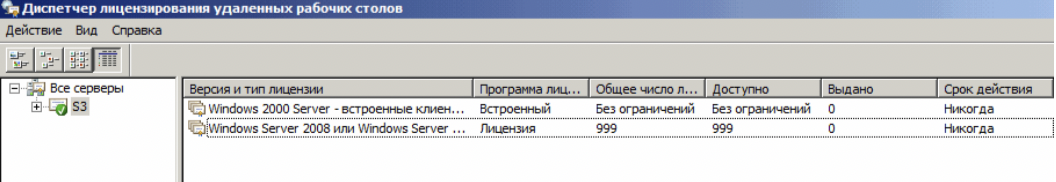 Диспетчер лицензирования удаленных рабочих столов
Действие Вид Справка
Все серверы
S3
Версия и тип лицензии Программа лиц... Общее число л... Доступно Выдано Срок действия
Windows 2000 Server - встроенные клиен... Встроенный Без ограничений Без ограничений 0 Никогда
Windows Server 2008 или Windows Server ... Лицензия 999 999 0 Никогда